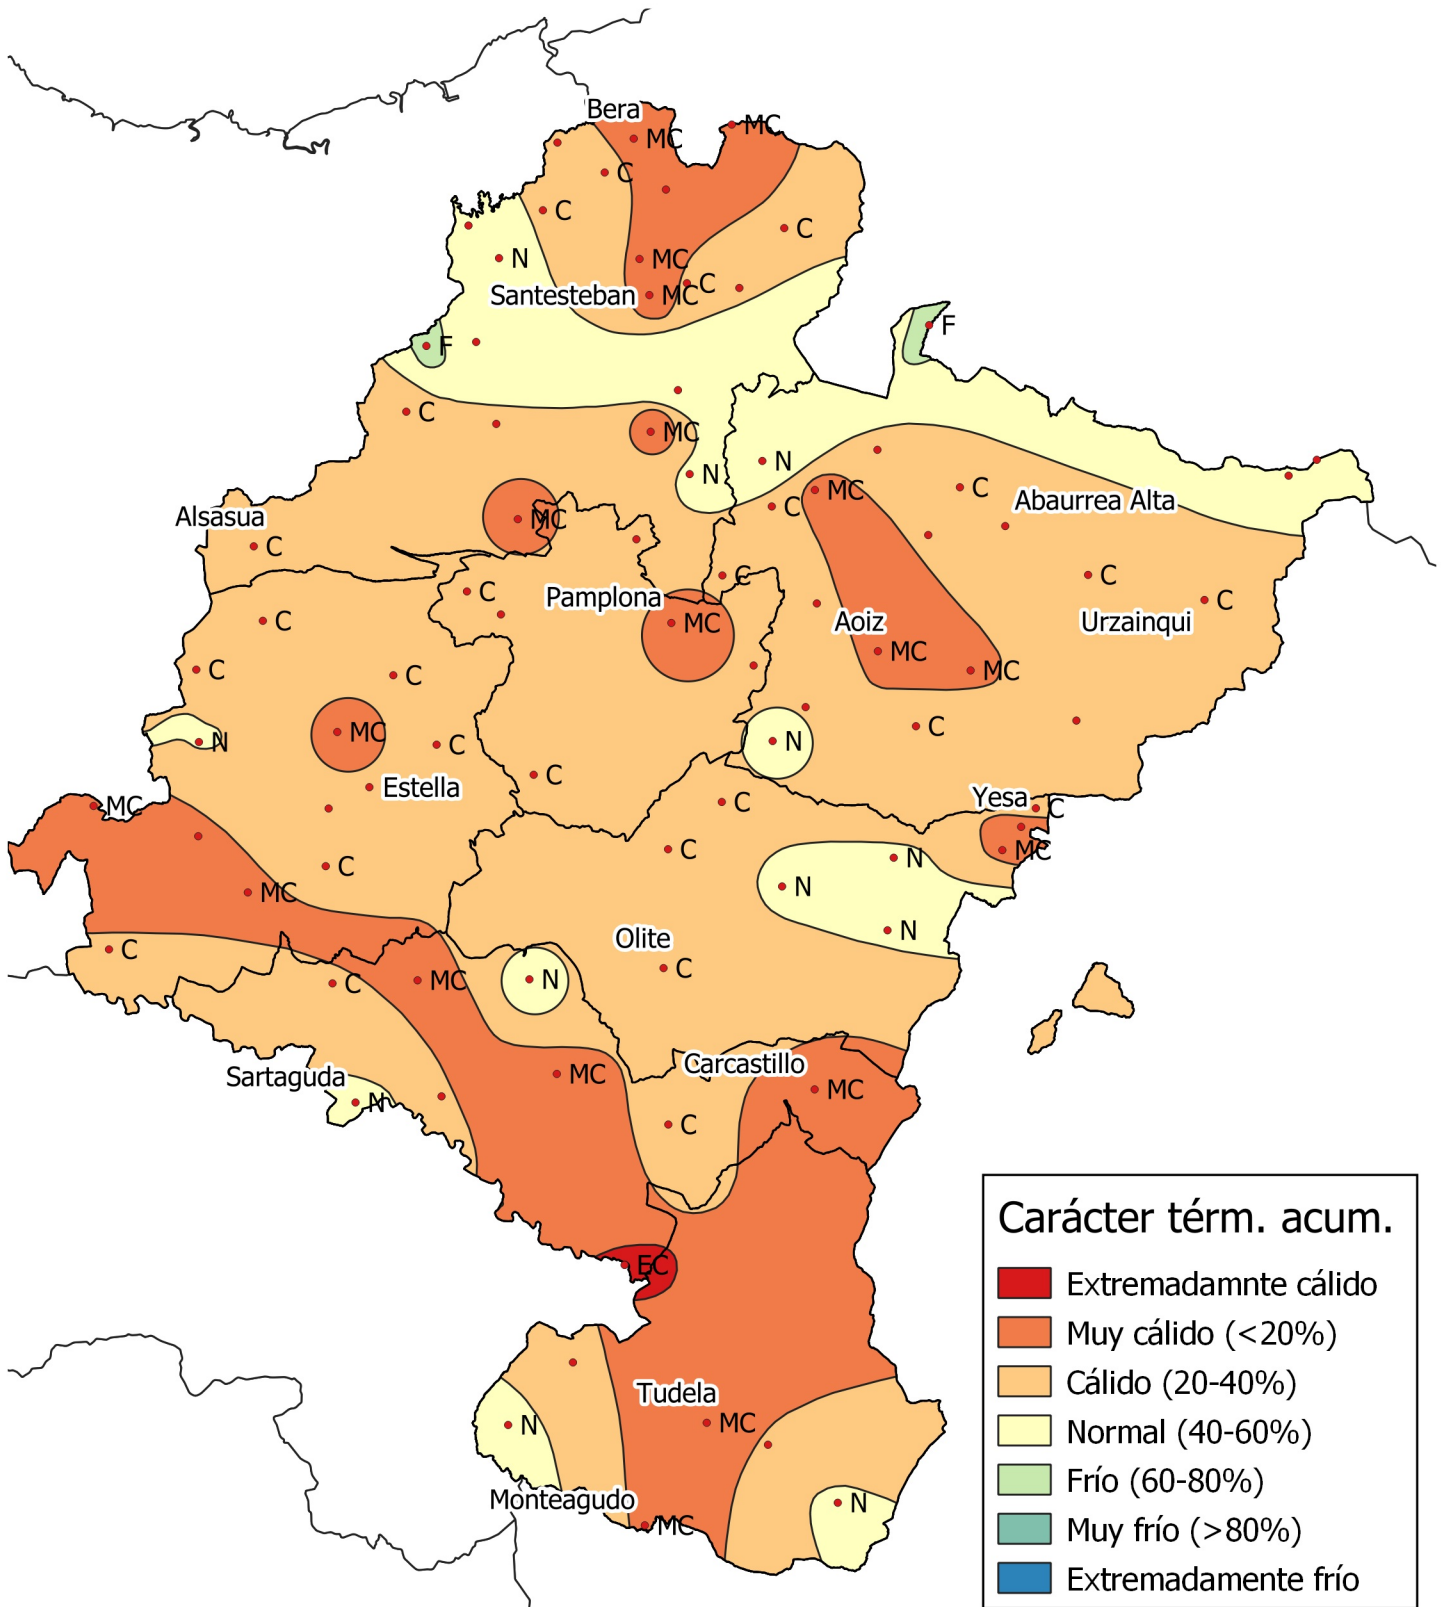 Bera
MC
MC
C
C
C
N
MC
Santesteban
MC
C
F
F
C
MC
N
N
C
MC
C
Abaurrea Alta
Alsasua
MC
C
C
C
C
C
Pamplona
MC
C
Aoiz
Urzainqui
MC
C
C
MC
N
MC
C
N
C
C
Estella
Yesa
MC
C
C
C
MC
C
N
MC
N
N
Olite
C
C
C
MC
N
Carcastillo
Sartaguda
N
MC
MC
C
EC
Tudela
N
MC
Monteagudo
N
MC
Carácter térm. acum.
Extremadamnte cálido
Muy cálido (<20%)
Cálido (20-40%)
Normal (40-60%)
Frío (60-80%)
Muy frío (>80%)
Extremadamente frío